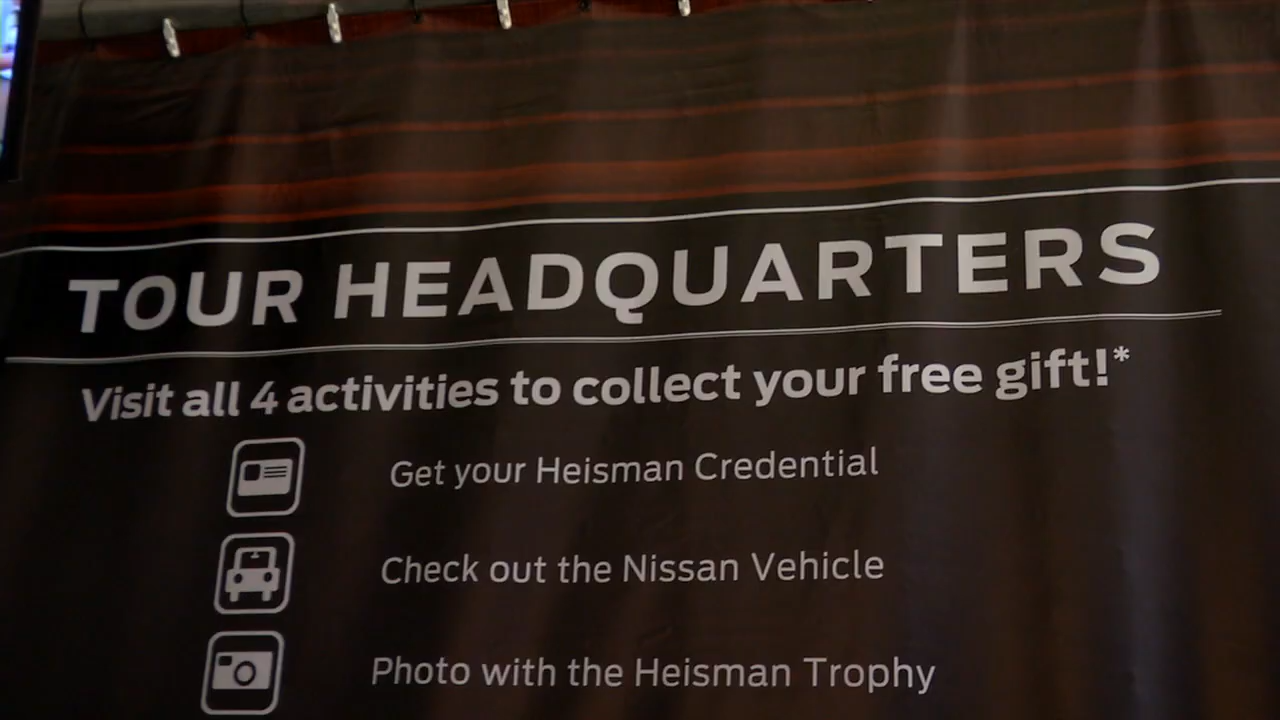 TOUR HEADQUARTERS
Visit all 4 activities to collect your free gift!*
Get your Heisman Credential
Check out the Nissan Vehicle
Photo with the Heisman Trophy